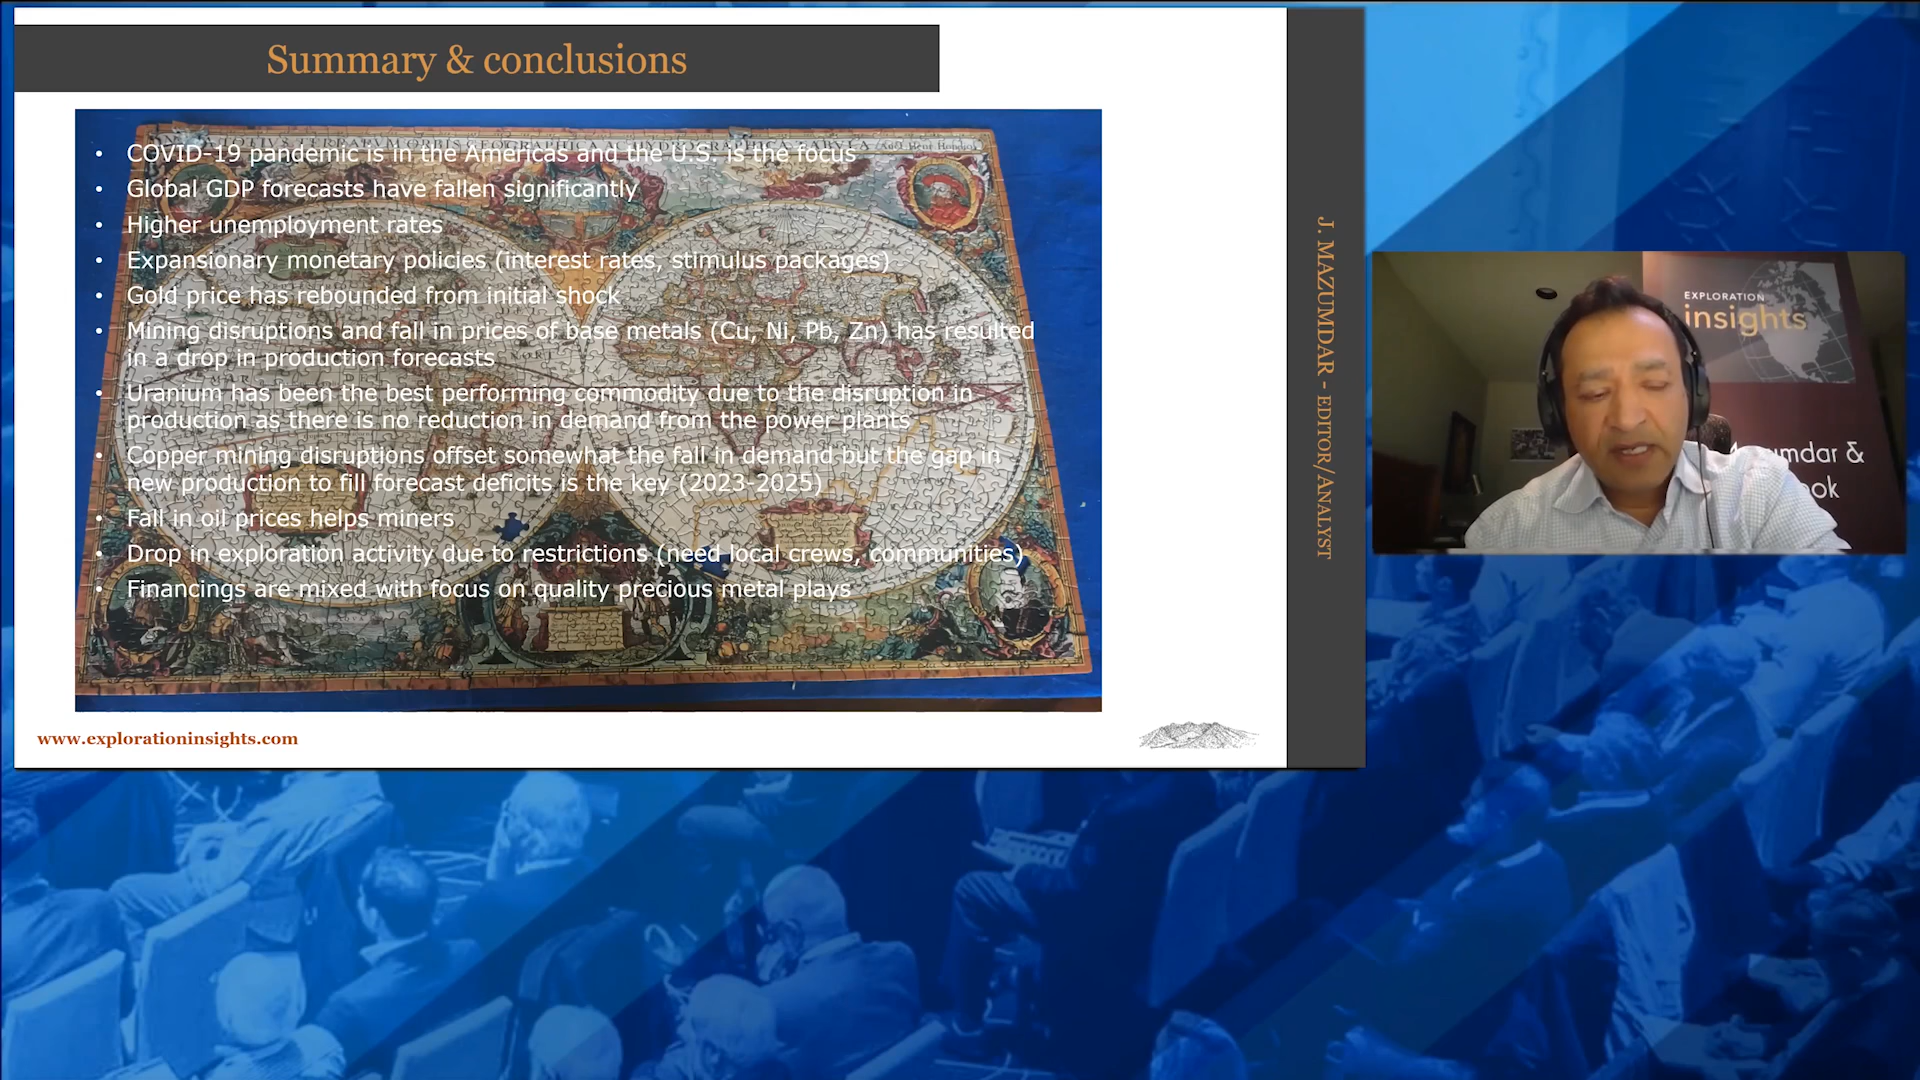 Summary & conclusions
• COVID-19 pandemic is in the Americas and the U.S. is the focus
• Global GDP forecasts have fallen significantly
• Higher unemployment rates
• Expansionary monetary policies (interest rates, stimulus packages)
• Gold price has rebounded from initial shock
• Mining disruptions and fall in prices of base metals (Cu, Ni, Pb, Zn) has resulted
in a drop in production forecasts
• Uranium has been the best performing commodity due to the disruption in
production as there is no reduction in demand from the power plants
• Copper mining disruptions offset somewhat the fall in demand but the gap in
new production to fill forecast deficits is the key (2023-2025)
• Fall in oil prices helps miners
• Drop in exploration activity due to restrictions (need local crews, communities)
• Financings are mixed with focus on quality precious metal plays
www.explorationinsights.com
J. MAZUMDAR - EDITOR/ANALYST
EXPLORATION
insights
umdar &
ook